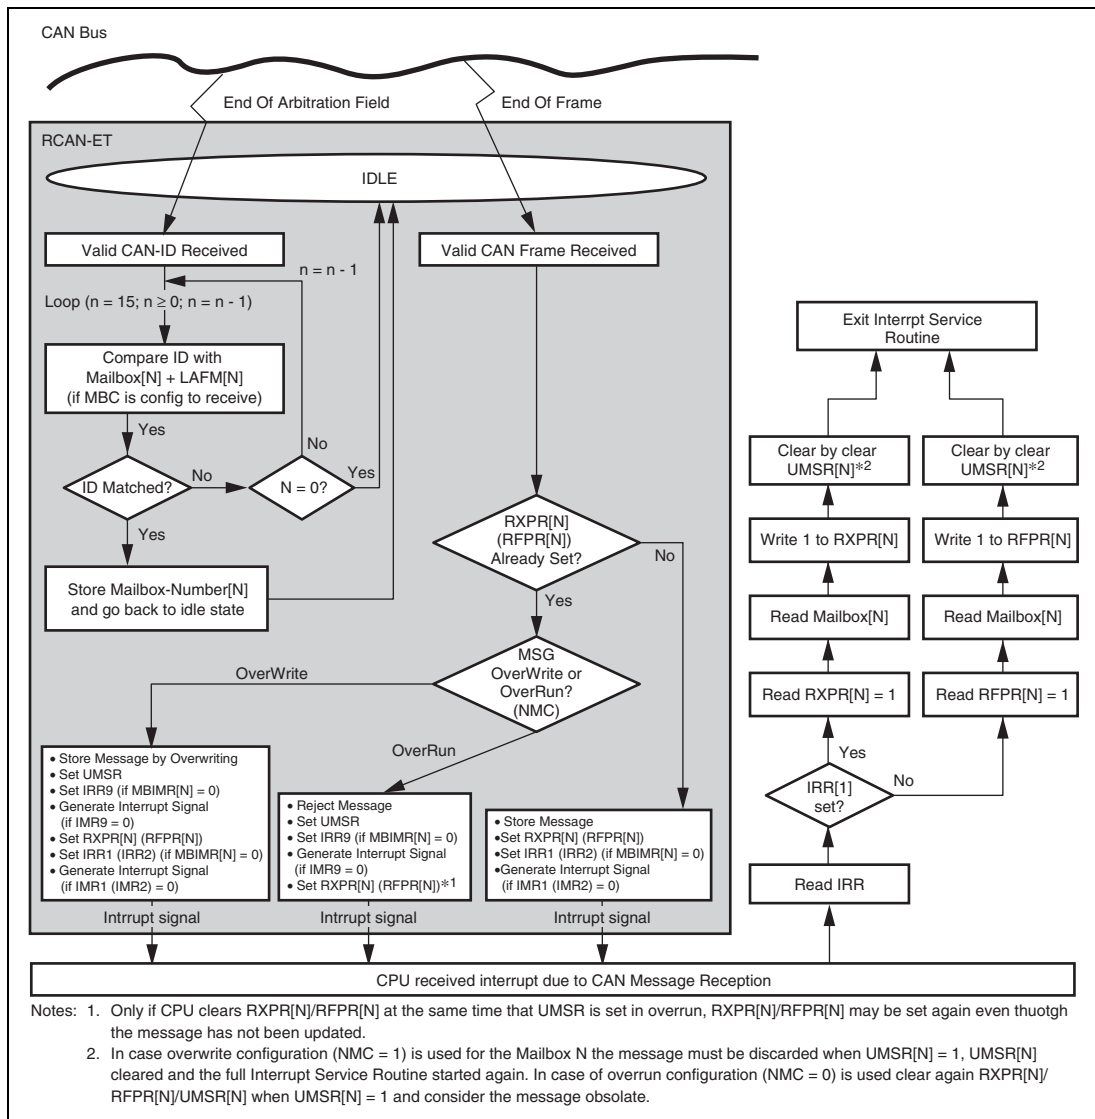 CAN Bus
End Of Arbitration Field
End Of Frame
RCAN-ET
IDLE
Valid CAN-ID Received
Valid CAN Frame Received
n = n - 1
Loop (n = 15; n ≥ 0; n = n - 1)
Compare ID with
Mailbox[N] + LAFM[N]
(if MBC is config to receive)
Yes
No
ID Matched?
No
N = 0?
Yes
Yes
Store Mailbox-Number[N]
and go back to idle state
RXPR[N]
(RFPR[N])
Already Set?
No
Yes
MSG
OverWrite or
OverRun?
(NMC)
OverWrite
OverRun
• Store Message by Overwriting
• Set UMSR
• Set IRR9 (if MBIMR[N] = 0)
• Generate Interrupt Signal
(if IMR9 = 0)
• Set RXPR[N] (RFPR[N])
• Set IRR1 (IRR2) (if MBIMR[N] = 0)
• Generate Interrupt Signal
(if IMR1 (IMR2) = 0)
• Reject Message
• Set UMSR
• Set IRR9 (if MBIMR[N] = 0)
• Generate Interrupt Signal
(if IMR9 = 0)
• Set RXPR[N] (RFPR[N])*1
• Store Message
•Set RXPR[N] (RFPR[N])
•Set IRR1 (IRR2) (if MBIMR[N] = 0)
•Generate Interrupt Signal
(if IMR1 (IMR2) = 0)
Intrrupt signal
Intrrupt signal
Intrrupt signal
Exit Interrpt Service
Routine
Clear by clear
UMSR[N]*2
Clear by clear
UMSR[N]*2
Write 1 to RXPR[N]
Write 1 to RFPR[N]
Read Mailbox[N]
Read Mailbox[N]
Read RXPR[N] = 1
Read RFPR[N] = 1
Yes
No
IRR[1]
set?
Read IRR
CPU received interrupt due to CAN Message Reception
Notes: 1. Only if CPU clears RXPR[N]/RFPR[N] at the same time that UMSR is set in overrun, RXPR[N]/RFPR[N] may be set again even thuotgh
the message has not been updated.
2. In case overwrite configuration (NMC = 1) is used for the Mailbox N the message must be discarded when UMSR[N] = 1, UMSR[N]
cleared and the full Interrupt Service Routine started again. In case of overrun configuration (NMC = 0) is used clear again RXPR[N]/
RFPR[N]/UMSR[N] when UMSR[N] = 1 and consider the message obsolate.